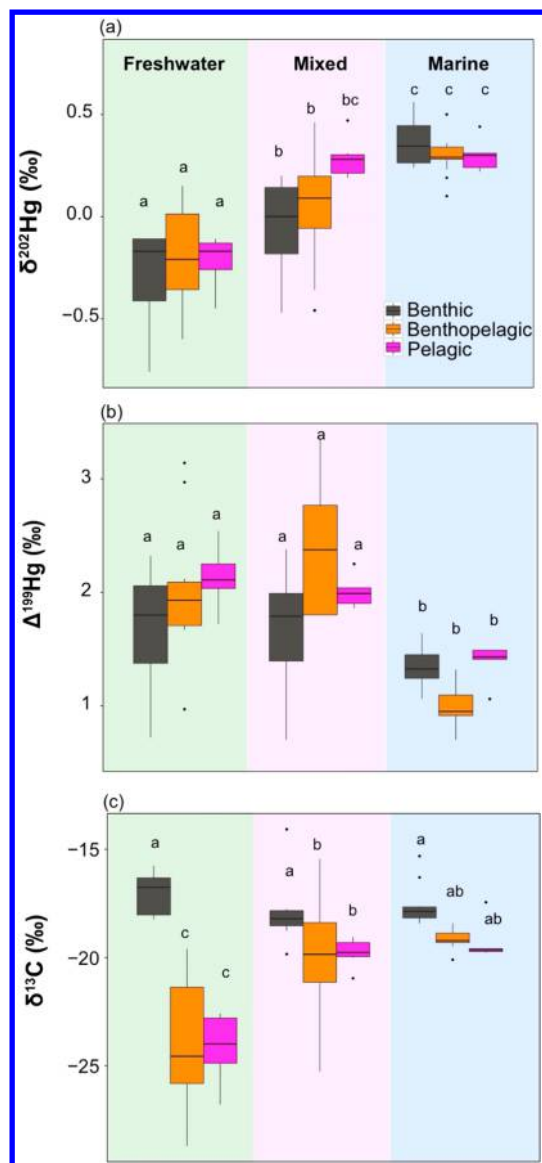 (a)
Freshwater Mixed Marine
c c c
bc
b
b
a
a a
0.5
0.0
−0.5
δ²⁰²Hg (‰)
Benthic
Benthopelagic
Pelagic
(b)
a
a
a a
a
a
b b
b
3
2
1
Δ¹⁹⁹Hg (‰)
(c)
a
a
b
a
ab
ab
b
c
c
−15
−20
−25
δ¹³C (‰)